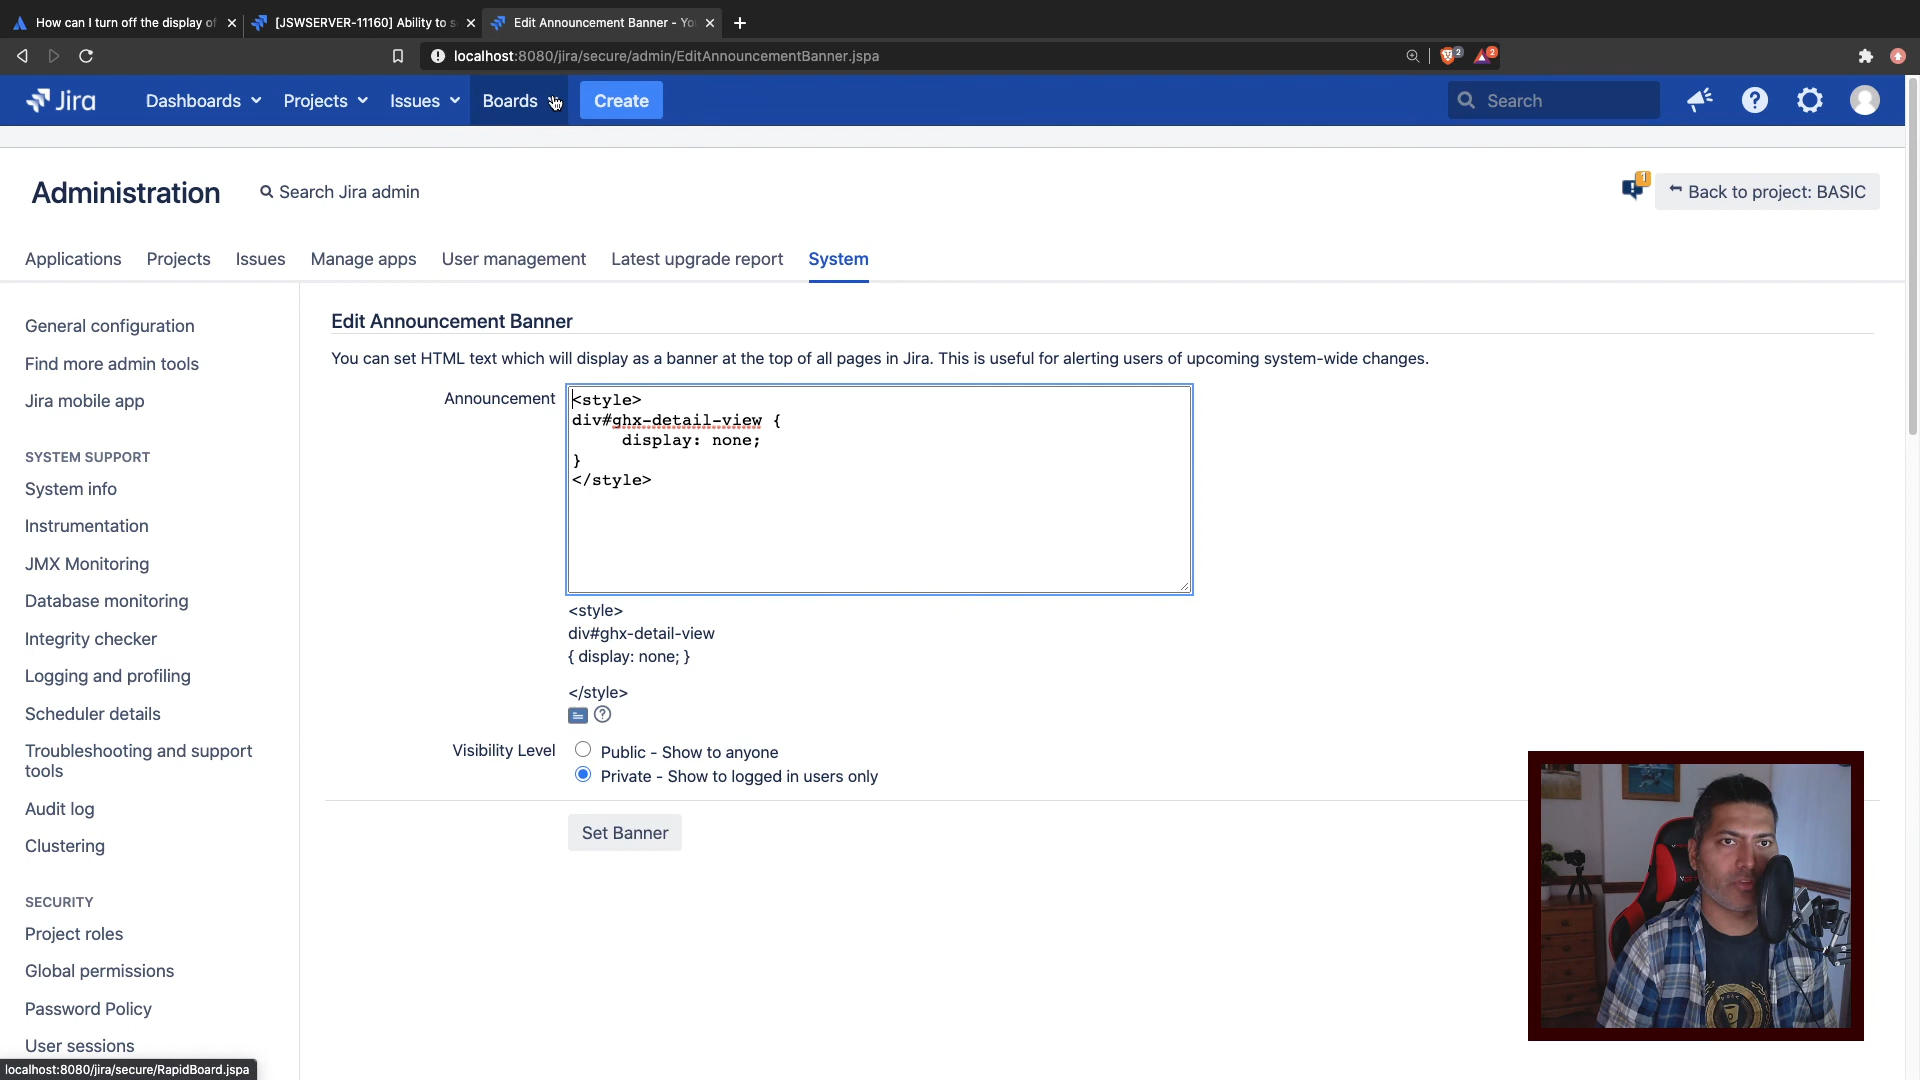 How can I turn off the display of
[JSWSERVER-11160] Ability to s
Edit Announcement Banner - Yo
localhost:8080/jira/secure/admin/EditAnnouncementBanner.jspa
2
2
Jira
Dashboards
Projects
Issues
Boards
Create
Search
Administration
Search Jira admin
1
Back to project: BASIC
Applications
Projects
Issues
Manage apps
User management
Latest upgrade report
System
General configuration
Find more admin tools
Jira mobile app
SYSTEM SUPPORT
System info
Instrumentation
JMX Monitoring
Database monitoring
Integrity checker
Logging and profiling
Scheduler details
Troubleshooting and support
tools
Audit log
Clustering
SECURITY
Project roles
Global permissions
Password Policy
User sessions
Edit Announcement Banner
You can set HTML text which will display as a banner at the top of all pages in Jira. This is useful for alerting users of upcoming system-wide changes.
Announcement
<style>
div#ghx-detail-view {
display: none;
}
</style>
<style>
div#ghx-detail-view
{ display: none; }
</style>
Visibility Level
Public - Show to anyone
Private - Show to logged in users only
Set Banner
localhost:8080/jira/secure/RapidBoard.jspa